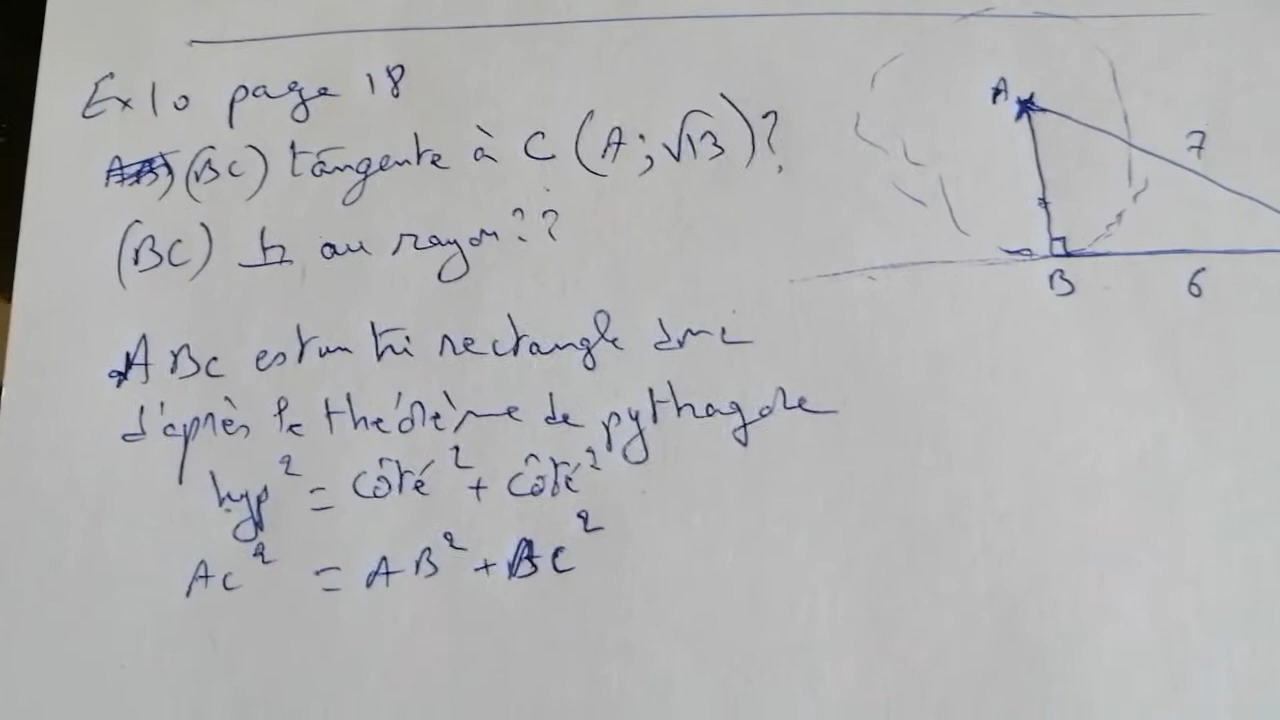 Ex 10 page 18
(BC) tangente à C (A; √13)?
(BC) ⊥ au rayon??
ABC est un tri rectangle donc
d'après le théorème de pythagore
hyp² = côté² + côté²
AC² = AB² + BC²
A
7
B
6